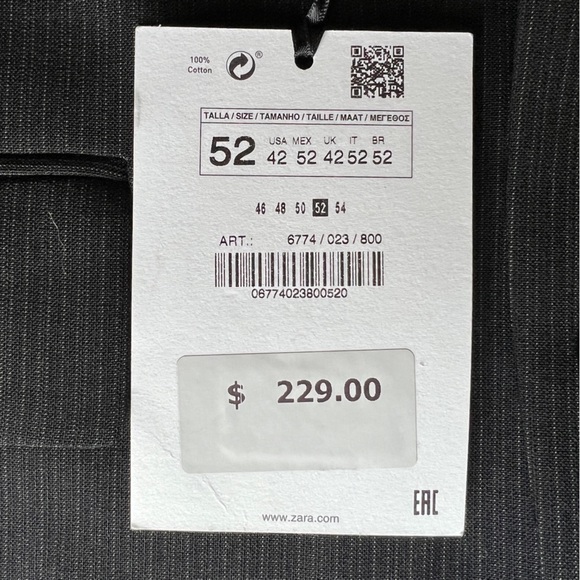 100%
Cotton
®
TALLA / SIZE / TAMANHO / TAILLE / MAAT / ΜΕΓΕΘΟΣ
USA MEX UK IT BR
52 42 52 42 52 52
46 48 50 52 54
ART.: 6774 / 023 / 800
06774023800520
$ 229.00
EAC
www.zara.com